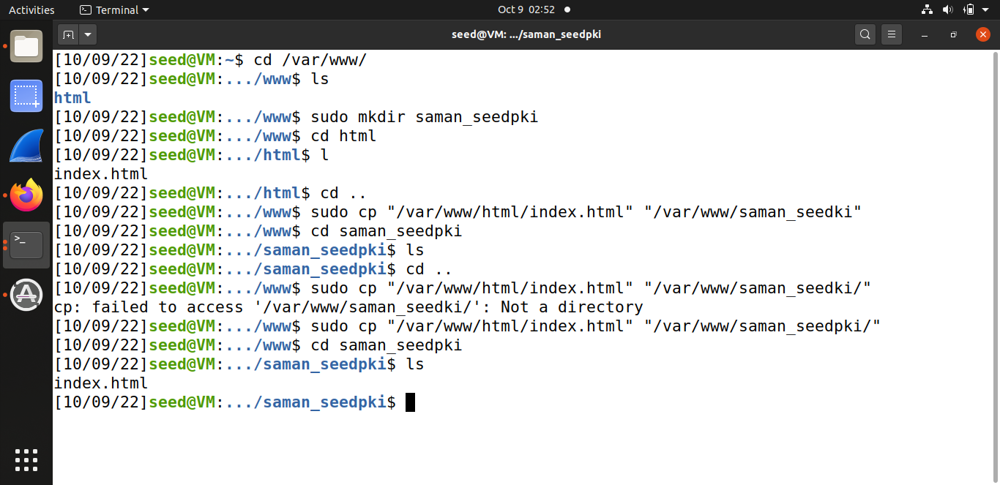 Activities
Terminal
Oct 9 02:52
seed@VM: .../saman_seedpki
[10/09/22]seed@VM:~$ cd /var/www/
[10/09/22]seed@VM:.../www$ ls
html
[10/09/22]seed@VM:.../www$ sudo mkdir saman_seedpki
[10/09/22]seed@VM:.../www$ cd html
[10/09/22]seed@VM:.../html$ l
index.html
[10/09/22]seed@VM:.../html$ cd ..
[10/09/22]seed@VM:.../www$ sudo cp "/var/www/html/index.html" "/var/www/saman_seedki"
[10/09/22]seed@VM:.../www$ cd saman_seedpki
[10/09/22]seed@VM:.../saman_seedpki$ ls
[10/09/22]seed@VM:.../saman_seedpki$ cd ..
[10/09/22]seed@VM:.../www$ sudo cp "/var/www/html/index.html" "/var/www/saman_seedki/"
cp: failed to access '/var/www/saman_seedki/': Not a directory
[10/09/22]seed@VM:.../www$ sudo cp "/var/www/html/index.html" "/var/www/saman_seedpki/"
[10/09/22]seed@VM:.../www$ cd saman_seedpki
[10/09/22]seed@VM:.../saman_seedpki$ ls
index.html
[10/09/22]seed@VM:.../saman_seedpki$